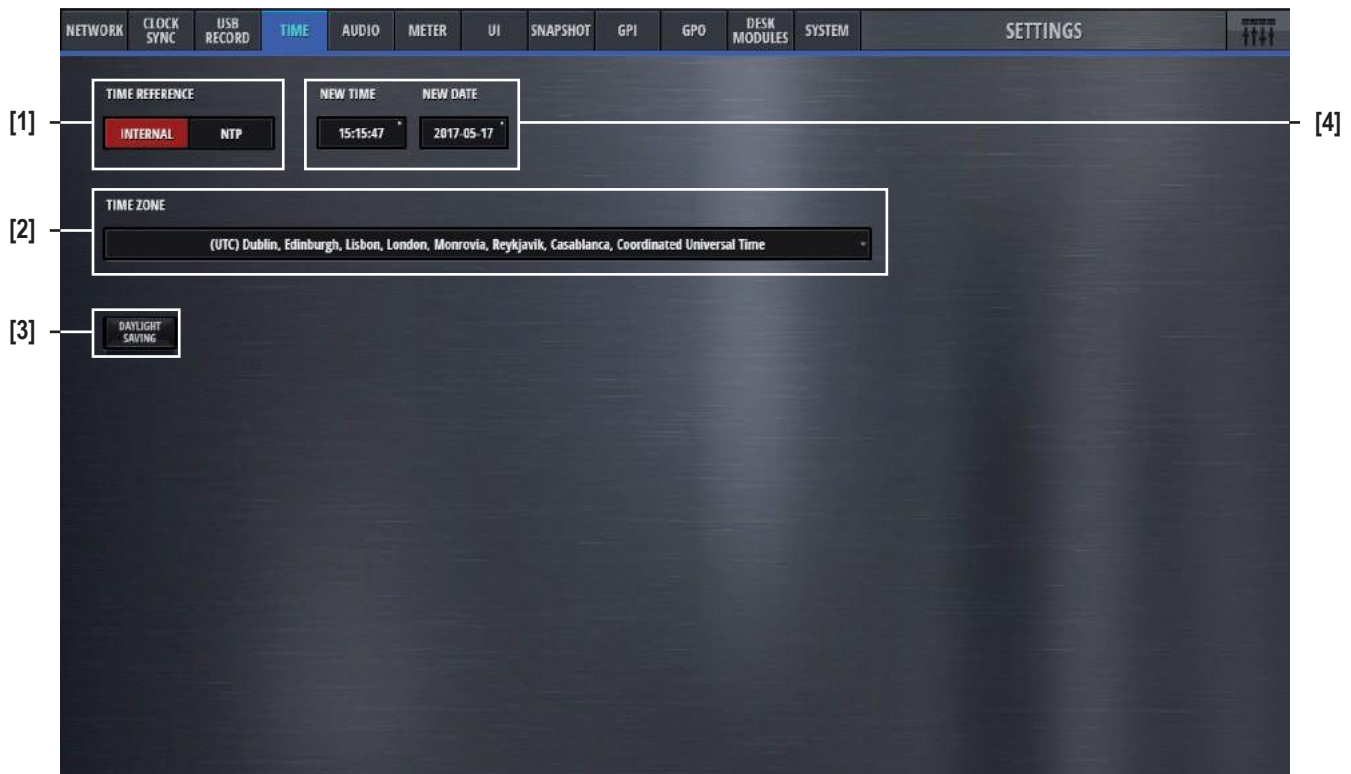 NETWORK CLOCK SYNC USB RECORD TIME AUDIO METER UI SNAPSHOT GPI GPO DESK MODULES SYSTEM SETTINGS
TIME REFERENCE NEW TIME NEW DATE
[1] INTERNAL NTP 15:15:47 2017-05-17 [4]
TIME ZONE
[2] (UTC) Dublin, Edinburgh, Lisbon, London, Monrovia, Reykjavik, Casablanca, Coordinated Universal Time
[3] DAYLIGHT
SAVING